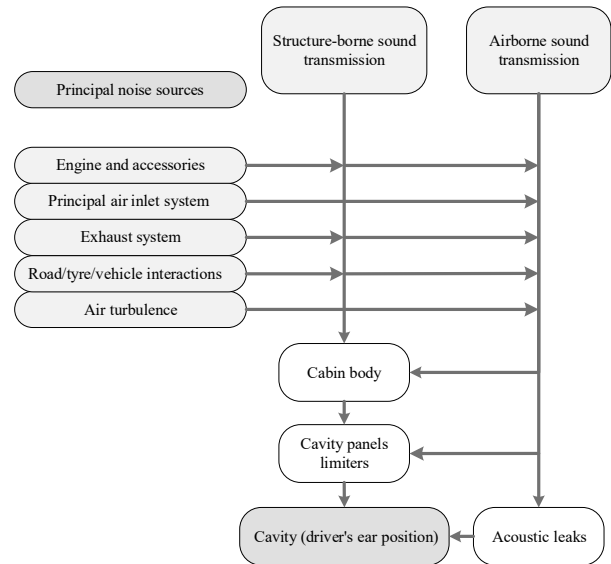 Structure-borne sound
transmission
Airborne sound
transmission
Principal noise sources
Engine and accessories
Principal air inlet system
Exhaust system
Road/tyre/vehicle interactions
Air turbulence
Cabin body
Cavity panels
limiters
Cavity (driver's ear position)
Acoustic leaks